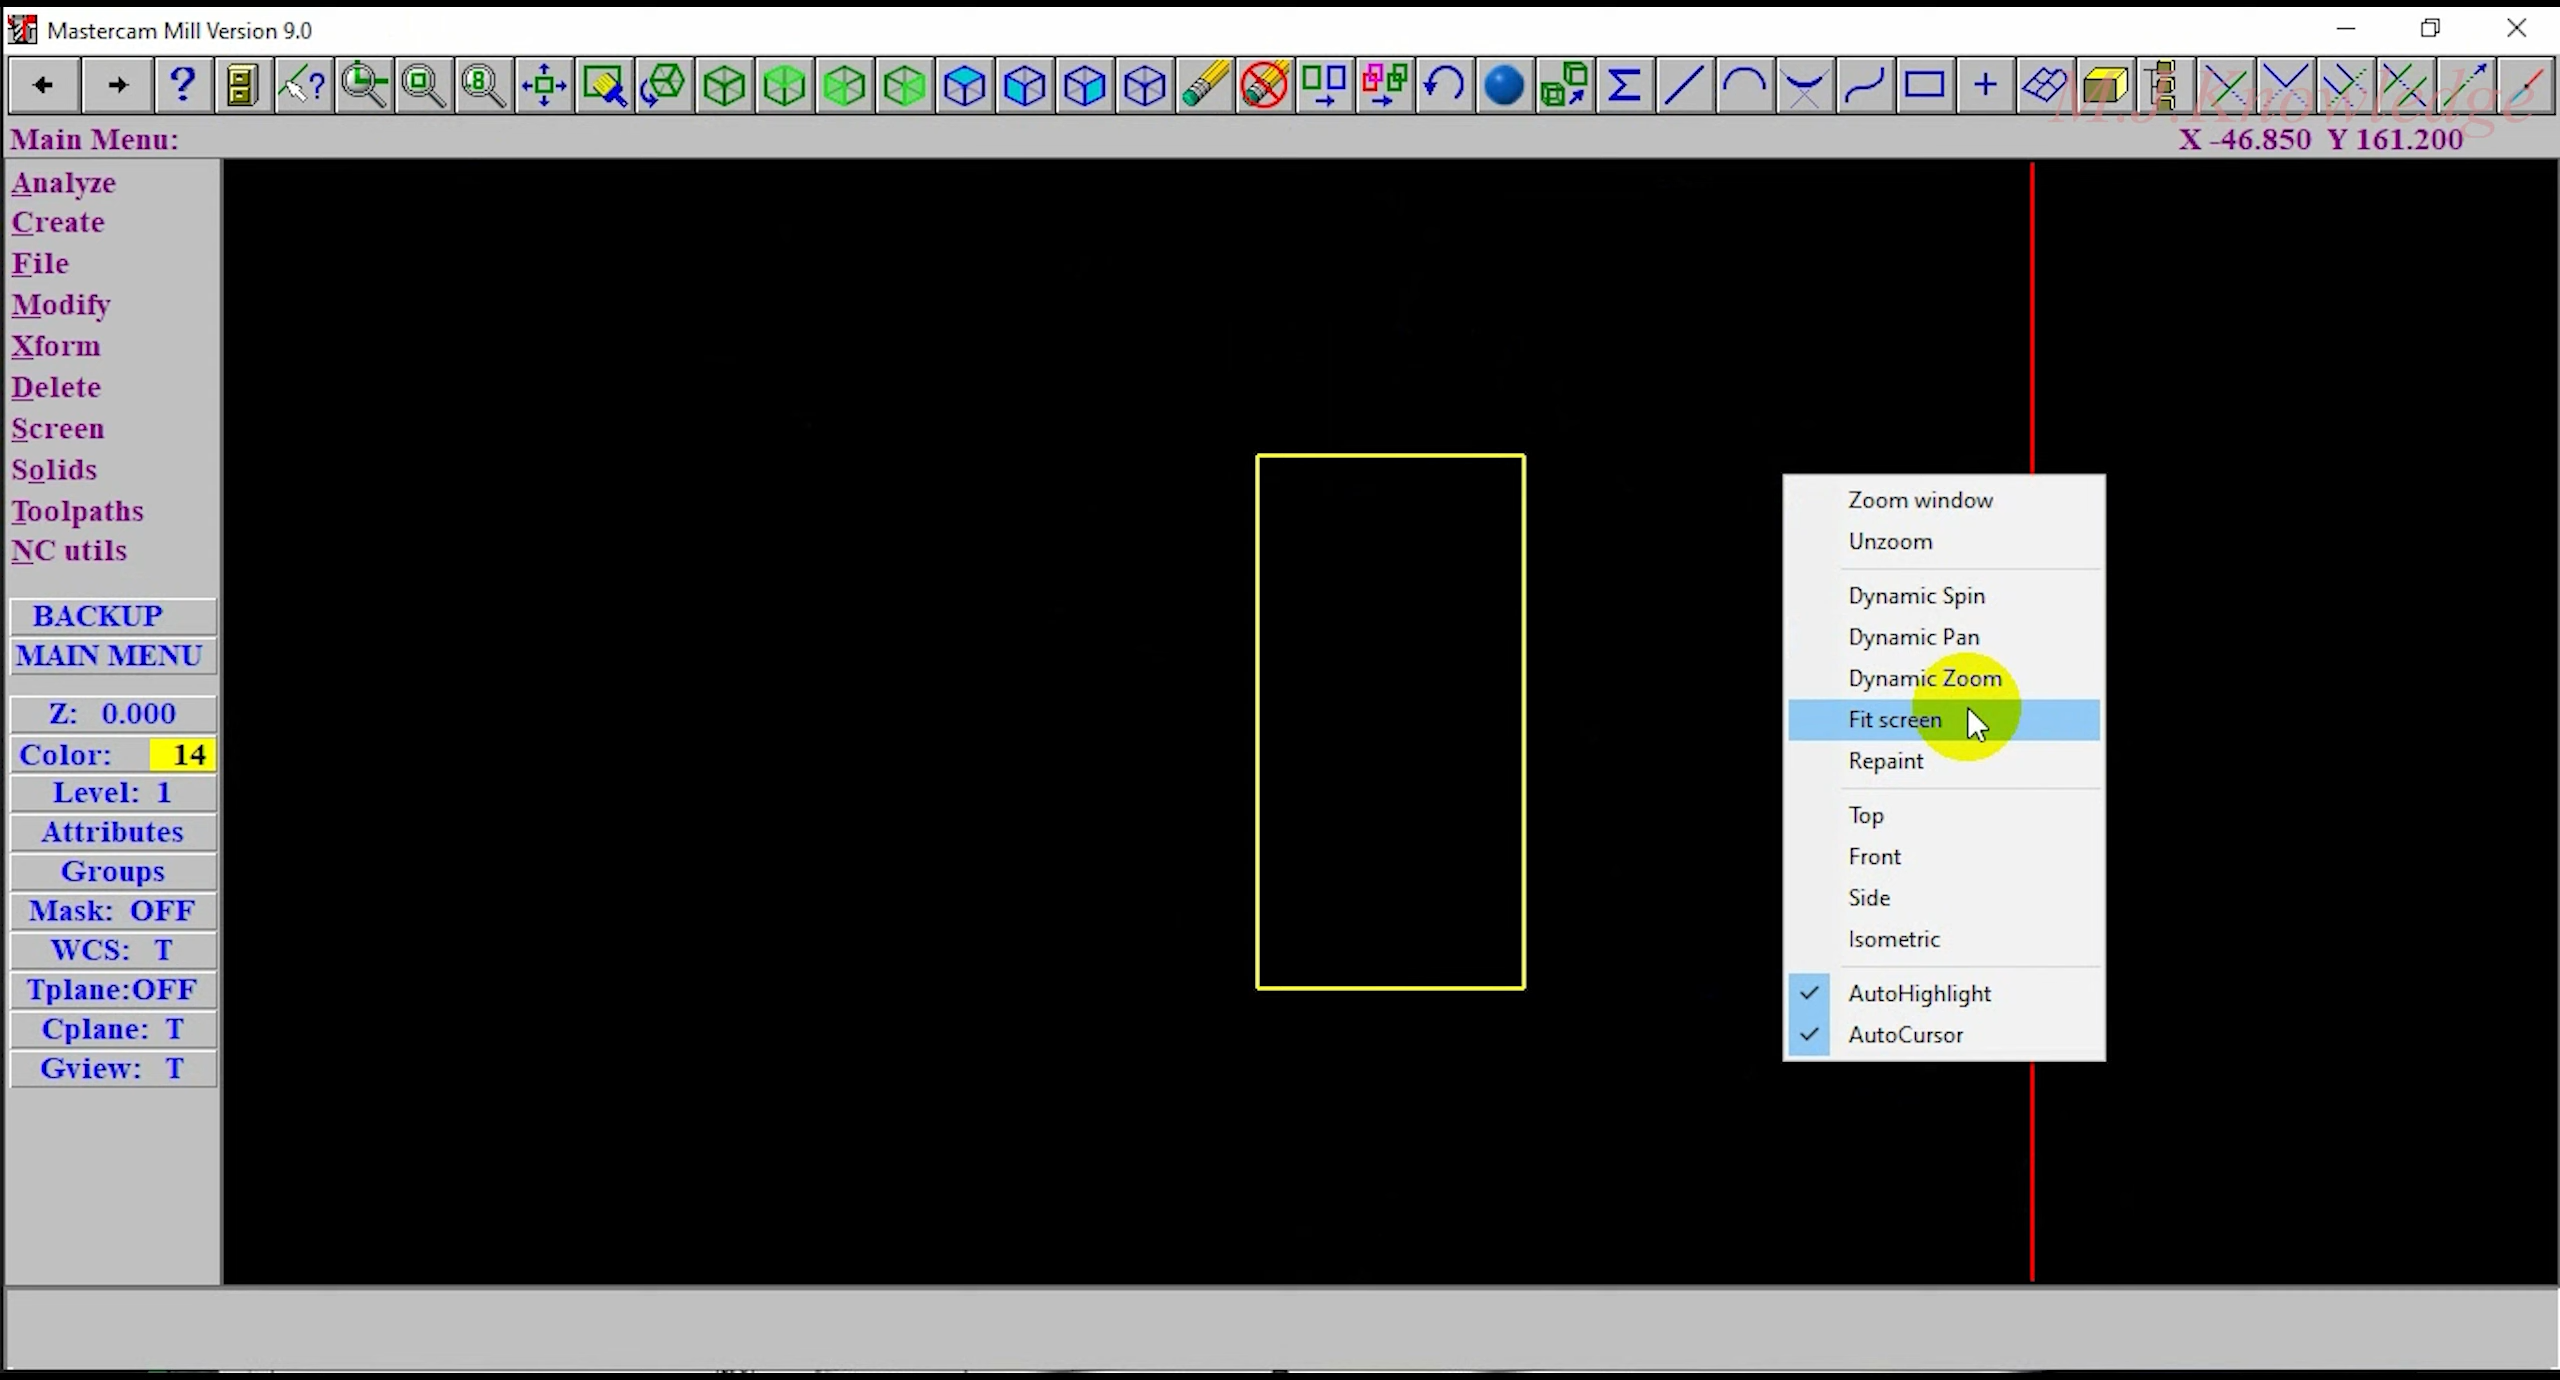 Mastercam Mill Version 9.0
M.J.Knowledge
Main Menu:
X -46.850 Y 161.200
Analyze
Create
File
Modify
Xform
Delete
Screen
Solids
Toolpaths
NC utils
BACKUP
MAIN MENU
Z: 0.000
Color: 14
Level: 1
Attributes
Groups
Mask: OFF
WCS: T
Tplane:OFF
Cplane: T
Gview: T
Zoom window
Unzoom
Dynamic Spin
Dynamic Pan
Dynamic Zoom
Fit screen
Repaint
Top
Front
Side
Isometric
AutoHighlight
AutoCursor